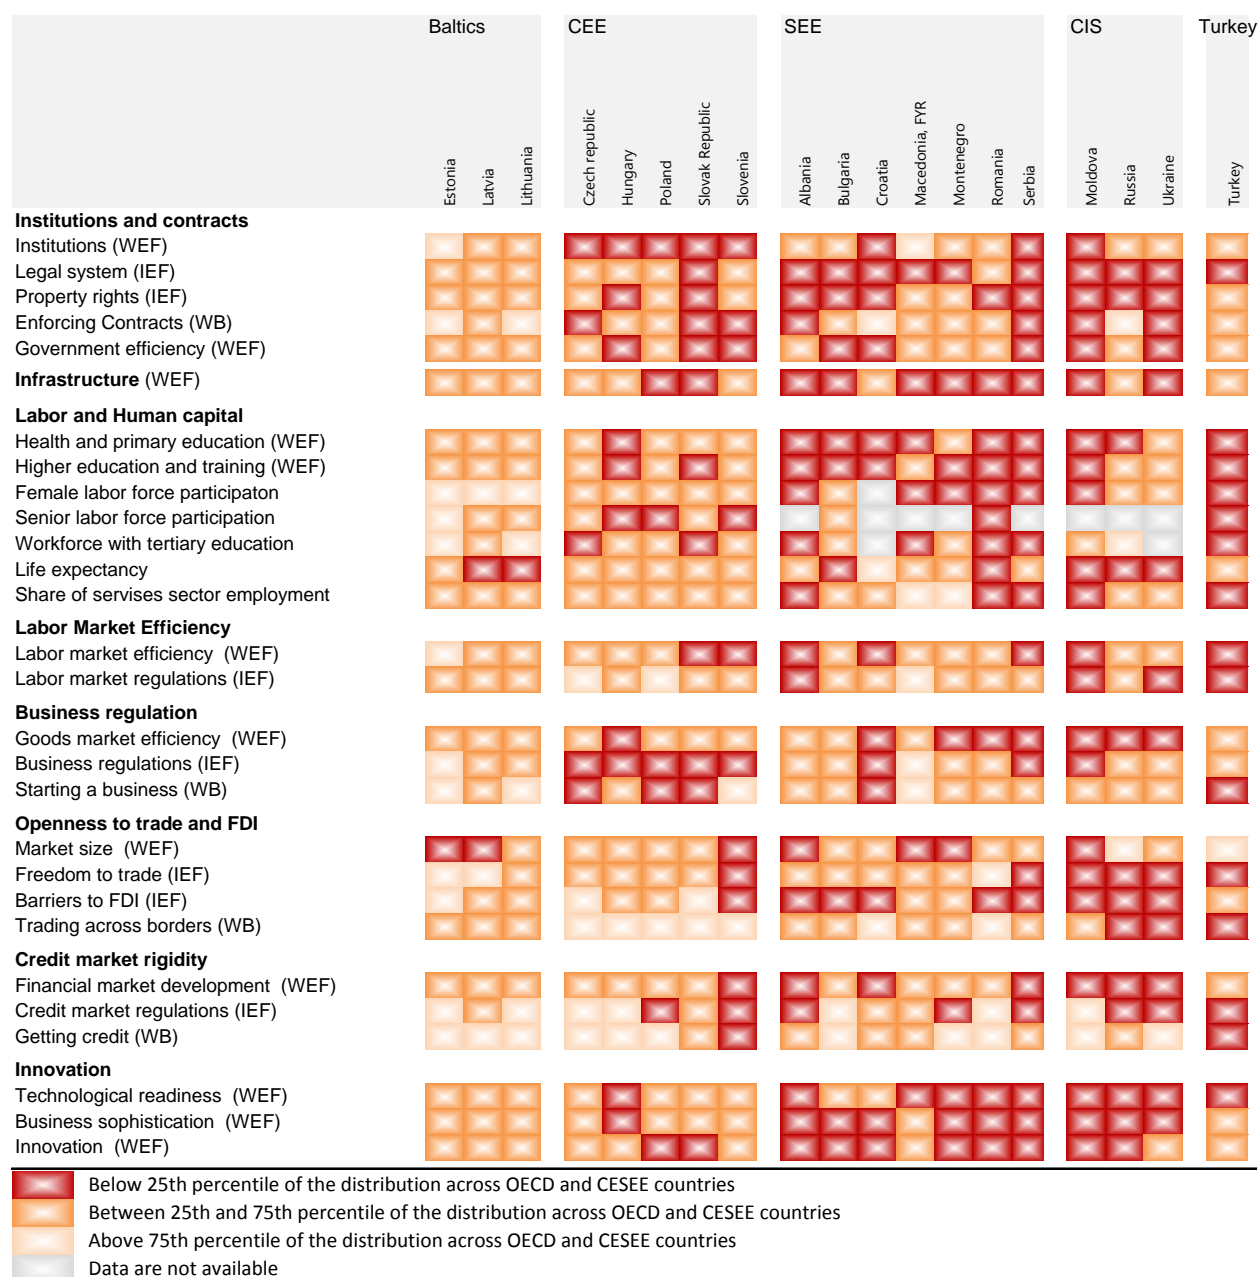 Baltics CEE SEE CIS Turkey
Estonia Latvia Lithuania Czech republic Hungary Poland Slovak Republic Slovenia Albania Bulgaria Croatia Macedonia, FYR Montenegro Romania Serbia Moldova Russia Ukraine Turkey
Institutions and contracts
Institutions (WEF)
Legal system (IEF)
Property rights (IEF)
Enforcing Contracts (WB)
Government efficiency (WEF)
Infrastructure (WEF)
Labor and Human capital
Health and primary education (WEF)
Higher education and training (WEF)
Female labor force participaton
Senior labor force participation
Workforce with tertiary education
Life expectancy
Share of servises sector employment
Labor Market Efficiency
Labor market efficiency (WEF)
Labor market regulations (IEF)
Business regulation
Goods market efficiency (WEF)
Business regulations (IEF)
Starting a business (WB)
Openness to trade and FDI
Market size (WEF)
Freedom to trade (IEF)
Barriers to FDI (IEF)
Trading across borders (WB)
Credit market rigidity
Financial market development (WEF)
Credit market regulations (IEF)
Getting credit (WB)
Innovation
Technological readiness (WEF)
Business sophistication (WEF)
Innovation (WEF)
Below 25th percentile of the distribution across OECD and CESEE countries
Between 25th and 75th percentile of the distribution across OECD and CESEE countries
Above 75th percentile of the distribution across OECD and CESEE countries
Data are not available